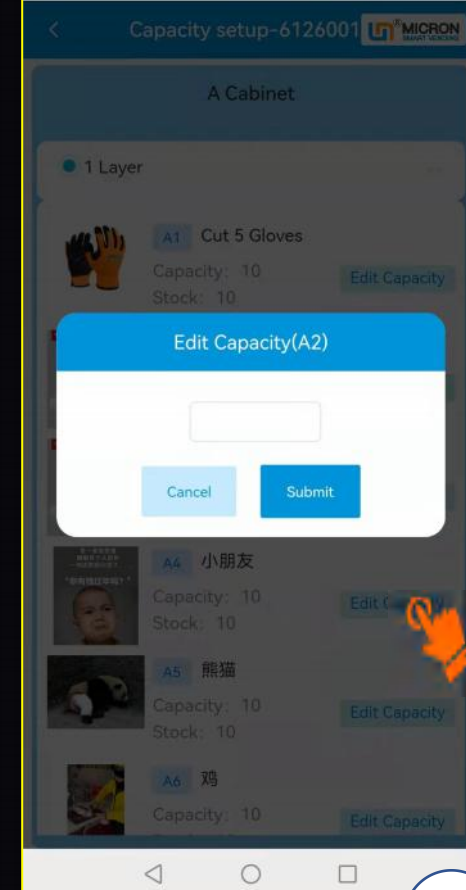 Capacity setup-6126001
MICRON
SMART VENDING
A Cabinet
1 Layer
A1 Cut 5 Gloves
Capacity: 10
Edit Capacity
Stock: 10
Edit Capacity(A2)
Cancel
Submit
A4 小朋友
Capacity: 10
Stock: 10
A5 熊猫
Capacity: 10
Edit Capacity
Stock: 10
A6 鸡
Capacity: 10
Edit Capacity